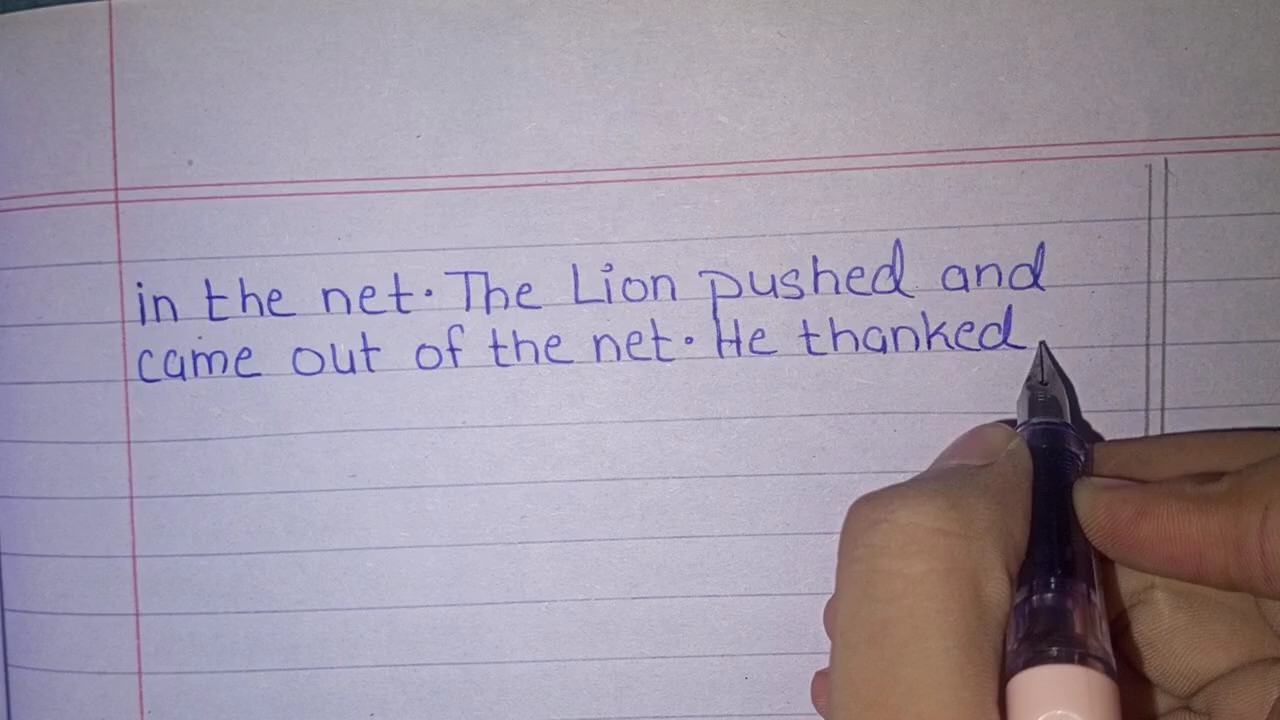 in the net. The Lion pushed and
came out of the net. He thanked